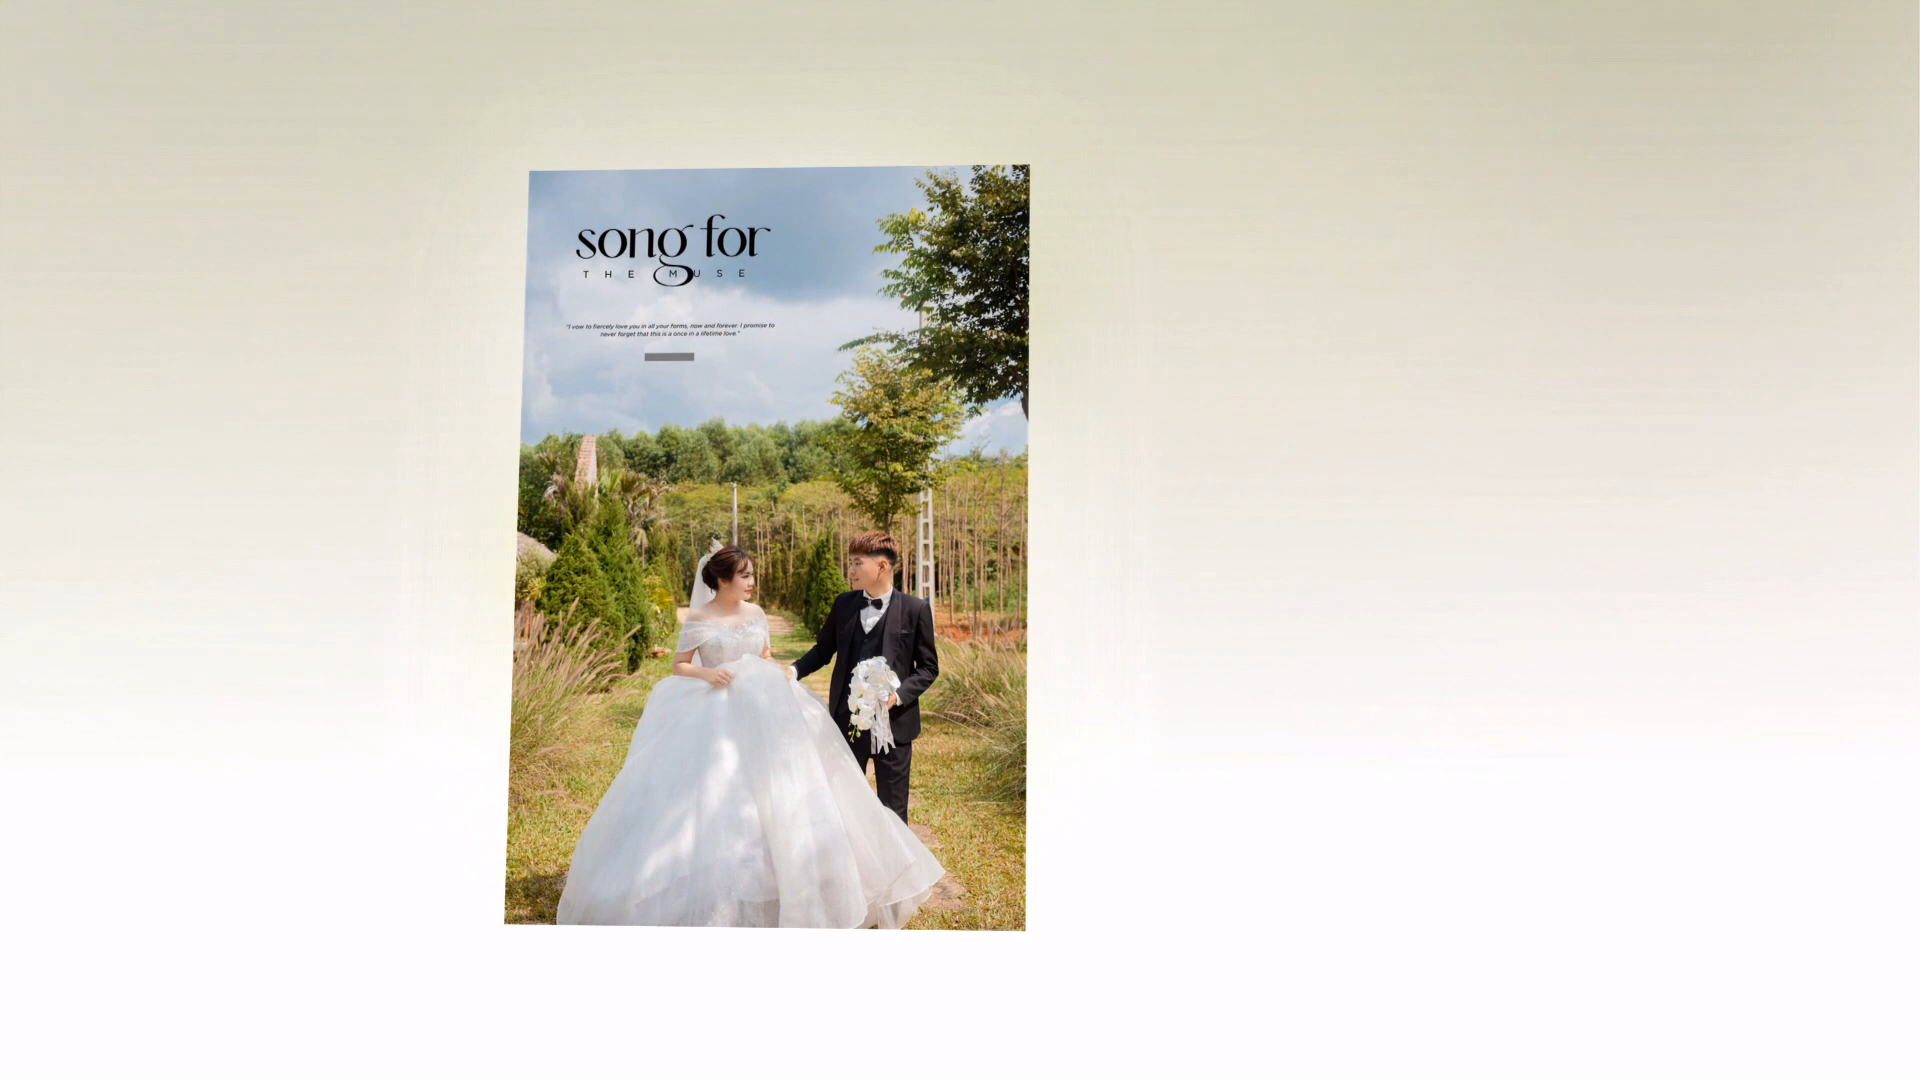 song for
THE MUSE
"I vow to fiercely love you in all your forms, now and forever. I promise to
never forget that this is a once in a lifetime love."